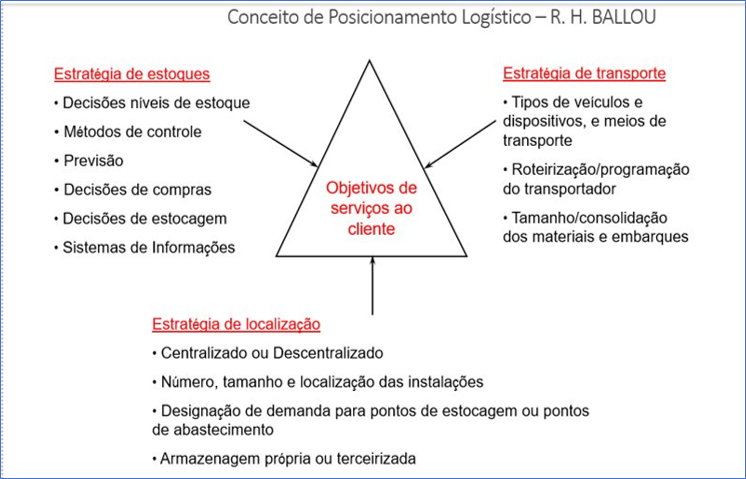 Conceito de Posicionamento Logístico – R. H. BALLOU
Estratégia de estoques
• Decisões niveis de estoque
• Métodos de controle
• Previsão
• Decisões de compras
• Decisões de estocagem
• Sistemas de Informações
Estratégia de transporte
• Tipos de veículos e
dispositivos, e meios de
transporte
• Roteirização/programação
do transportador
• Tamanho/consolidação
dos materiais e embarques
Objetivos de
serviços ao
cliente
Estratégia de localização
• Centralizado ou Descentralizado
• Número, tamanho e localização das instalações
• Designação de demanda para pontos de estocagem ou pontos
de abastecimento
• Armazenagem própria ou terceirizada